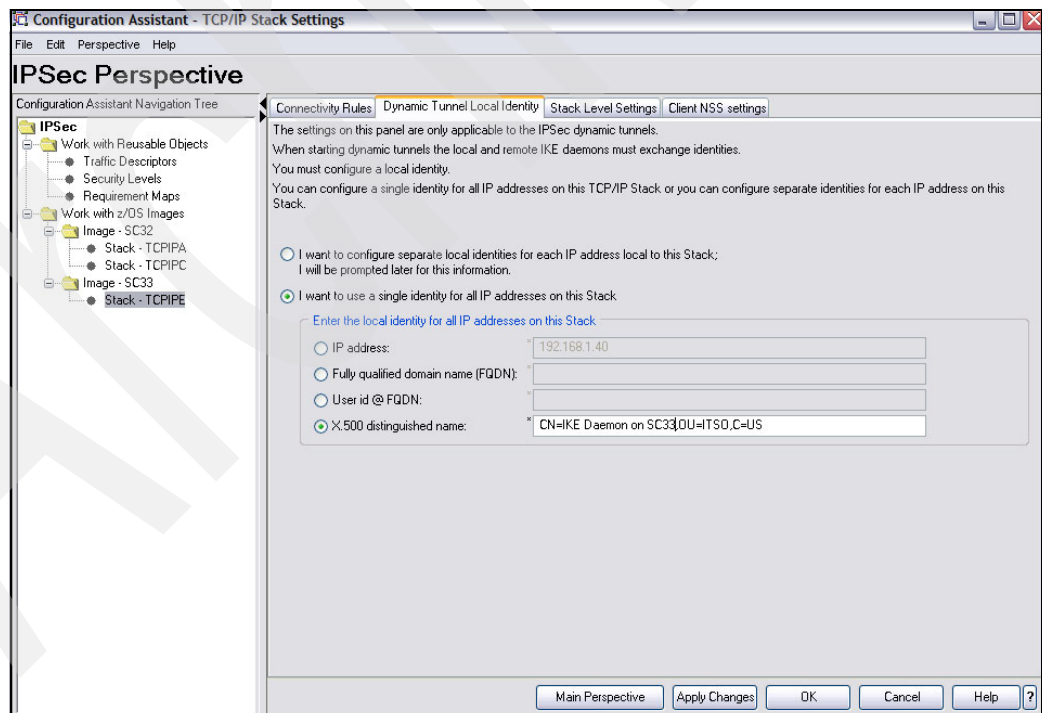 Configuration Assistant - TCP/IP Stack Settings
File Edit Perspective Help
IPSec Perspective
Configuration Assistant Navigation Tree
IPSec
Work with Reusable Objects
Traffic Descriptors
Security Levels
Requirement Maps
Work with z/OS Images
Image - SC32
Stack - TCPIPA
Stack - TCPIPC
Image - SC33
Stack - TCPIPE
Connectivity Rules Dynamic Tunnel Local Identity Stack Level Settings Client NSS settings
The settings on this panel are only applicable to the IPSec dynamic tunnels.
When starting dynamic tunnels the local and remote IKE daemons must exchange identities.
You must configure a local identity.
You can configure a single identity for all IP addresses on this TCP/IP Stack or you can configure separate identities for each IP address on this
Stack.
I want to configure separate local identities for each IP address local to this Stack;
I will be prompted later for this information.
I want to use a single identity for all IP addresses on this Stack
Enter the local identity for all IP addresses on this Stack
IP address: * 192.168.1.40
Fully qualified domain name (FQDN): *
User id @ FQDN: *
X.500 distinguished name: * CN=IKE Daemon on SC33,OU=ITSO,C=US
Main Perspective Apply Changes OK Cancel Help ?